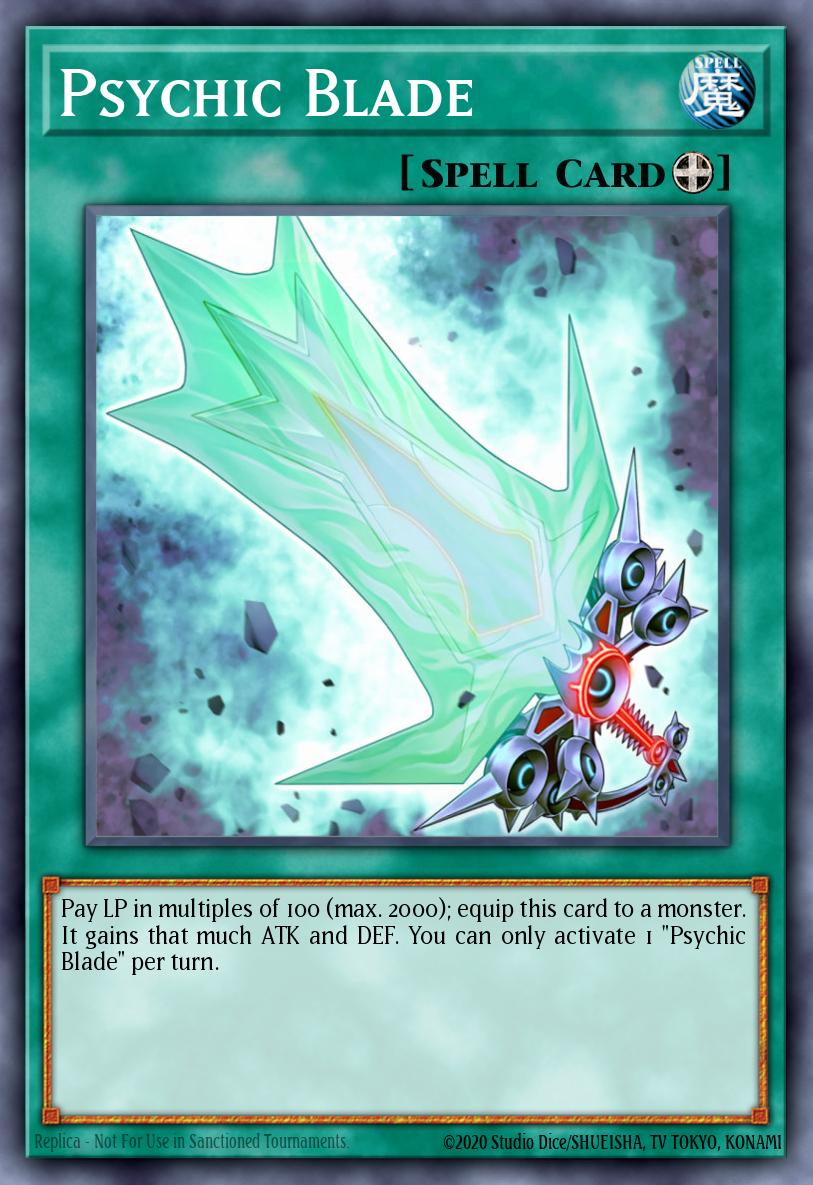 Psychic Blade
SPELL
魔
[Spell Card]
Pay LP in multiples of 100 (max. 2000); equip this card to a monster.
It gains that much ATK and DEF. You can only activate 1 "Psychic
Blade" per turn.
Replica - Not For Use in Sanctioned Tournaments.
©2020 Studio Dice/SHUEISHA, TV TOKYO, KONAMI